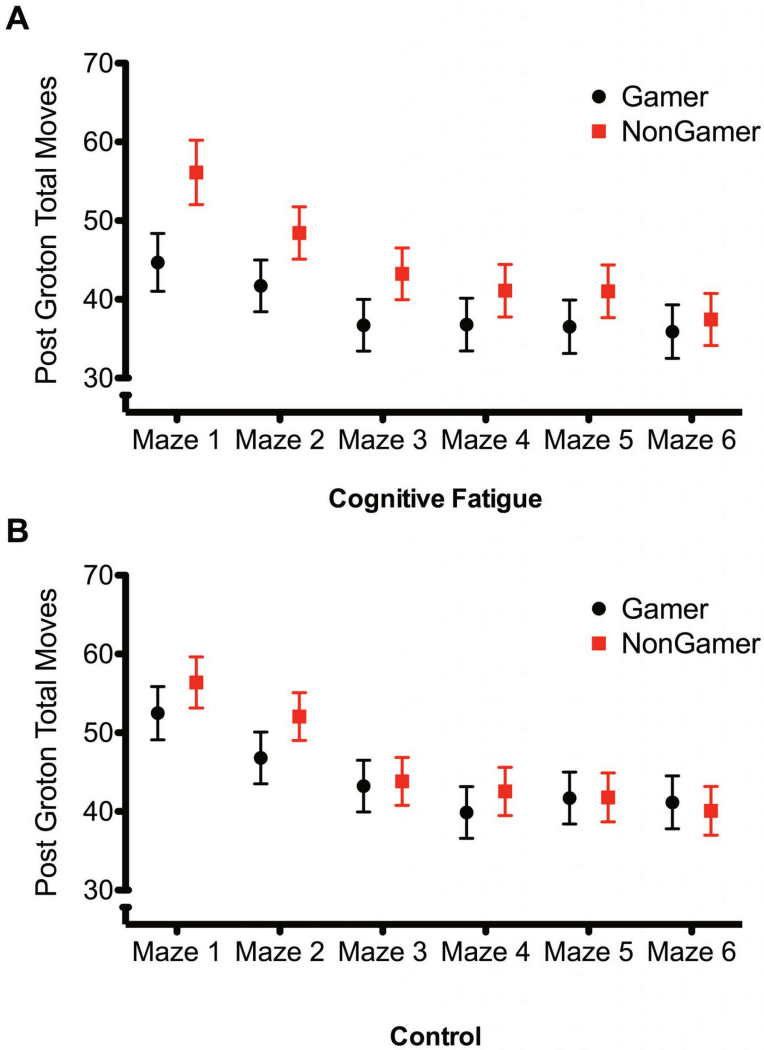 A
70
60
50
40
30
Post Groton Total Moves
Gamer
NonGamer
Maze 1 Maze 2 Maze 3 Maze 4 Maze 5 Maze 6
Cognitive Fatigue
B
70
60
50
40
30
Post Groton Total Moves
Gamer
NonGamer
Maze 1 Maze 2 Maze 3 Maze 4 Maze 5 Maze 6
Control